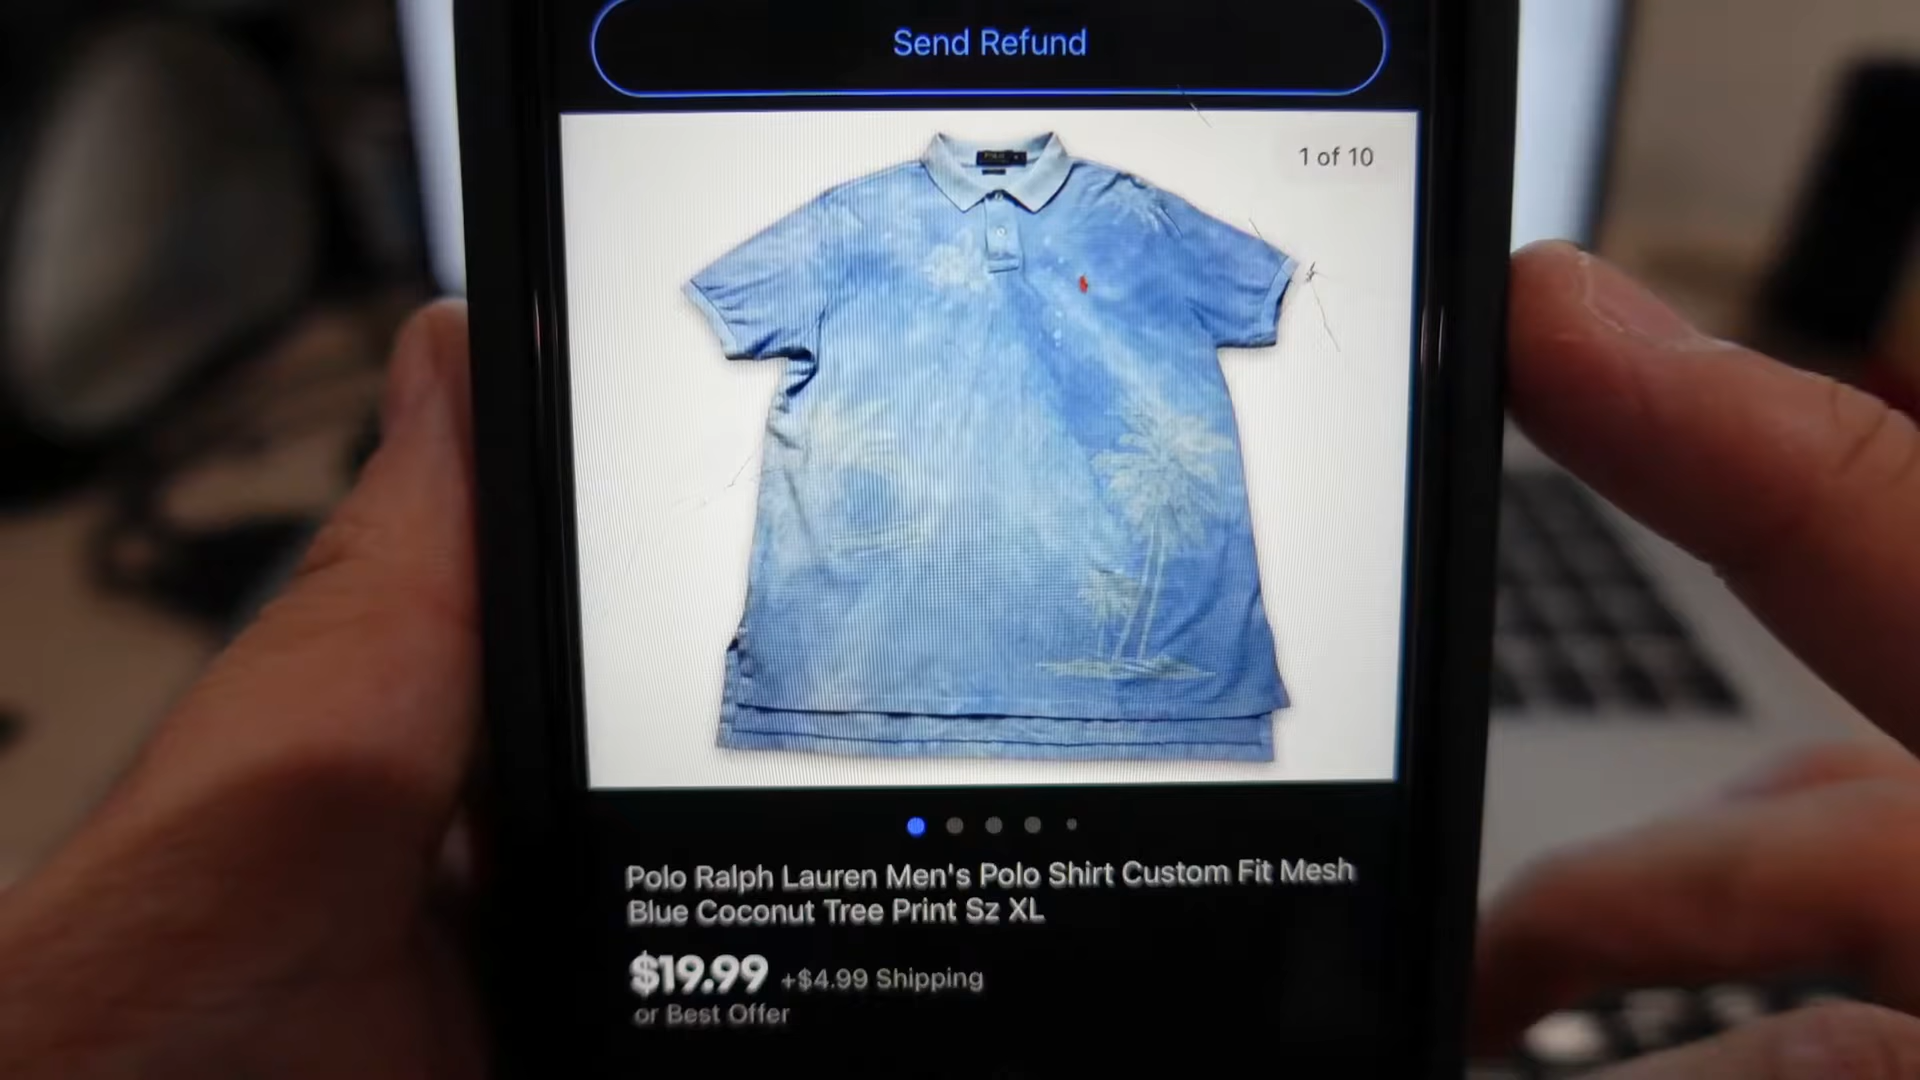 Send Refund
1 of 10
POLO
Polo Ralph Lauren Men's Polo Shirt Custom Fit Mesh
Blue Coconut Tree Print Sz XL
$19.99 +$4.99 Shipping
or Best Offer